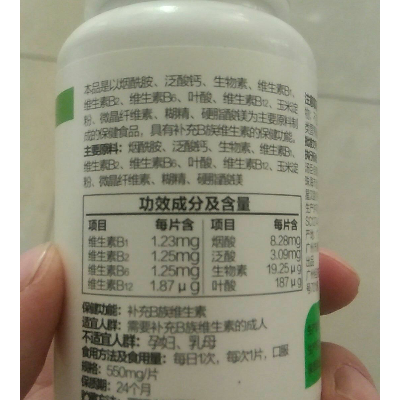 本品是以烟酰胺、泛酸钙、生物素、维生素B1、
维生素B2、维生素B6、叶酸、维生素B12、玉米淀
粉、微晶纤维素、糊精、硬脂酸镁为主要原料制
成的保健食品，具有补充B族维生素的保健功能。
主要原料：烟酰胺、泛酸钙、生物素、维生素B1、
维生素B2、维生素B6、叶酸、维生素B12、玉米淀
粉、微晶纤维素、糊精、硬脂酸镁
功效成分及含量
项目 每片含 项目 每片含
维生素B1 1.23mg 烟酸 8.28mg
维生素B2 1.25mg 泛酸 3.09mg
维生素B6 1.25mg 生物素 19.25μg
维生素B12 1.87μg 叶酸 187μg
保健功能：补充B族维生素
适宜人群：需要补充B族维生素的成人
不适宜人群：孕妇、乳母
食用方法及食用量：每日1次，每次1片，口服
规格：550mg/片
保质期：24个月